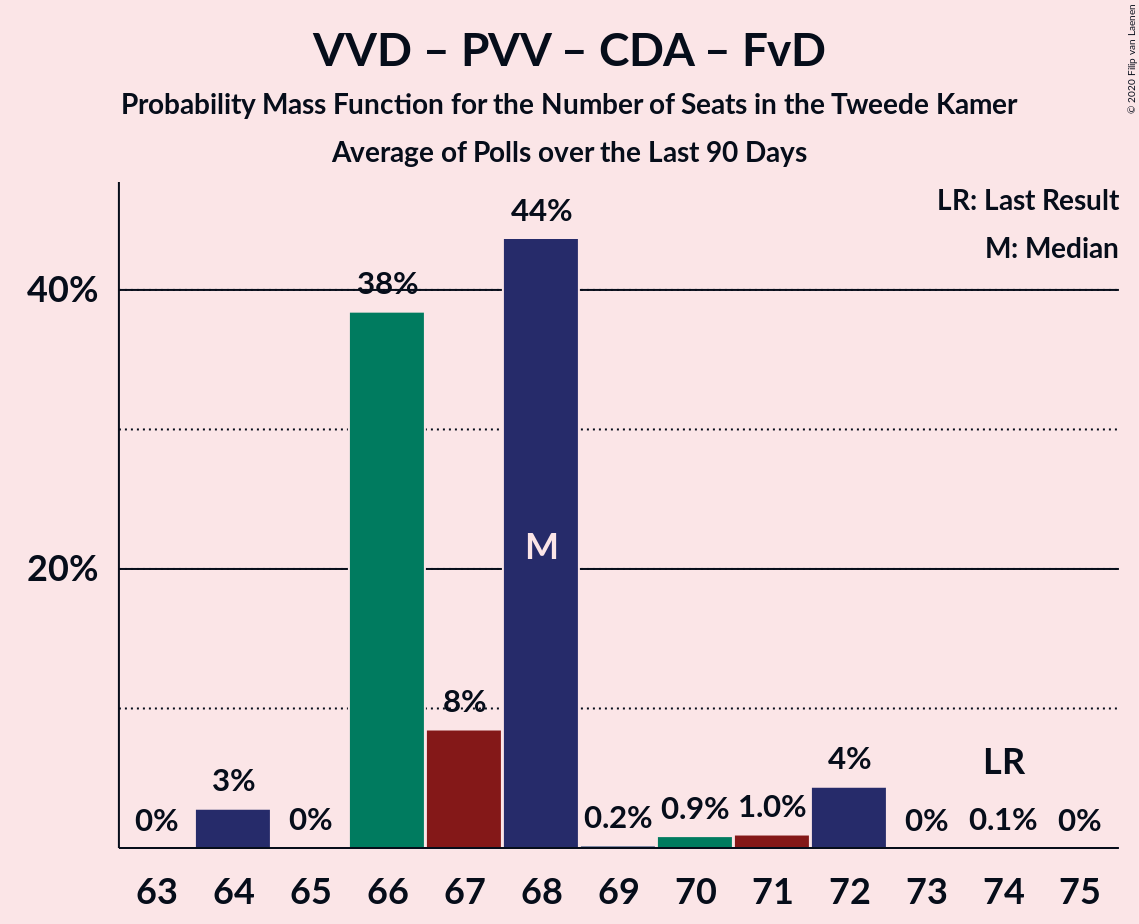 VVD – PVV – CDA – FvD
Probability Mass Function for the Number of Seats in the Tweede Kamer
Average of Polls over the Last 90 Days
© 2020 Filip van Laenen
LR: Last Result
M: Median
40%
20%
0%
3%
0%
38%
8%
44%
M
0.2%
0.9%
1.0%
4%
0%
LR
0.1%
0%
63 64 65 66 67 68 69 70 71 72 73 74 75